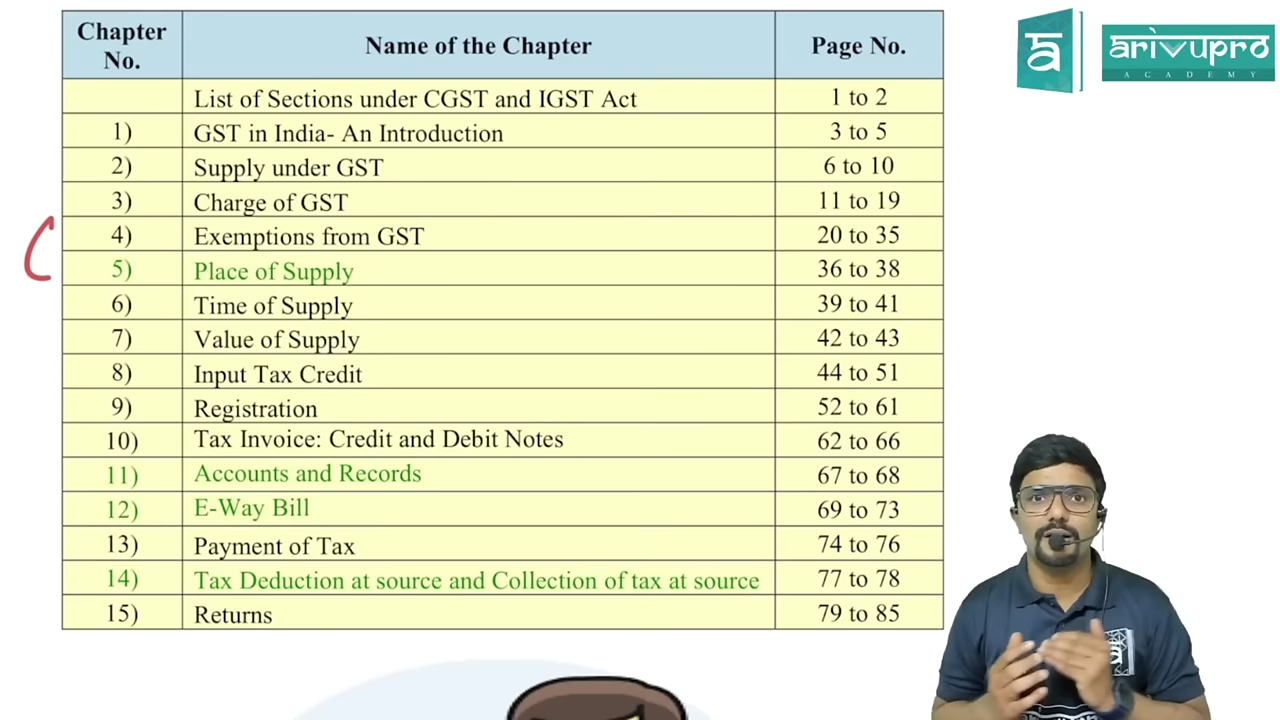 Chapter No. Name of the Chapter Page No.
List of Sections under CGST and IGST Act 1 to 2
1) GST in India- An Introduction 3 to 5
2) Supply under GST 6 to 10
3) Charge of GST 11 to 19
4) Exemptions from GST 20 to 35
5) Place of Supply 36 to 38
6) Time of Supply 39 to 41
7) Value of Supply 42 to 43
8) Input Tax Credit 44 to 51
9) Registration 52 to 61
10) Tax Invoice: Credit and Debit Notes 62 to 66
11) Accounts and Records 67 to 68
12) E-Way Bill 69 to 73
13) Payment of Tax 74 to 76
14) Tax Deduction at source and Collection of tax at source 77 to 78
15) Returns 79 to 85
arivupro
ACADEMY